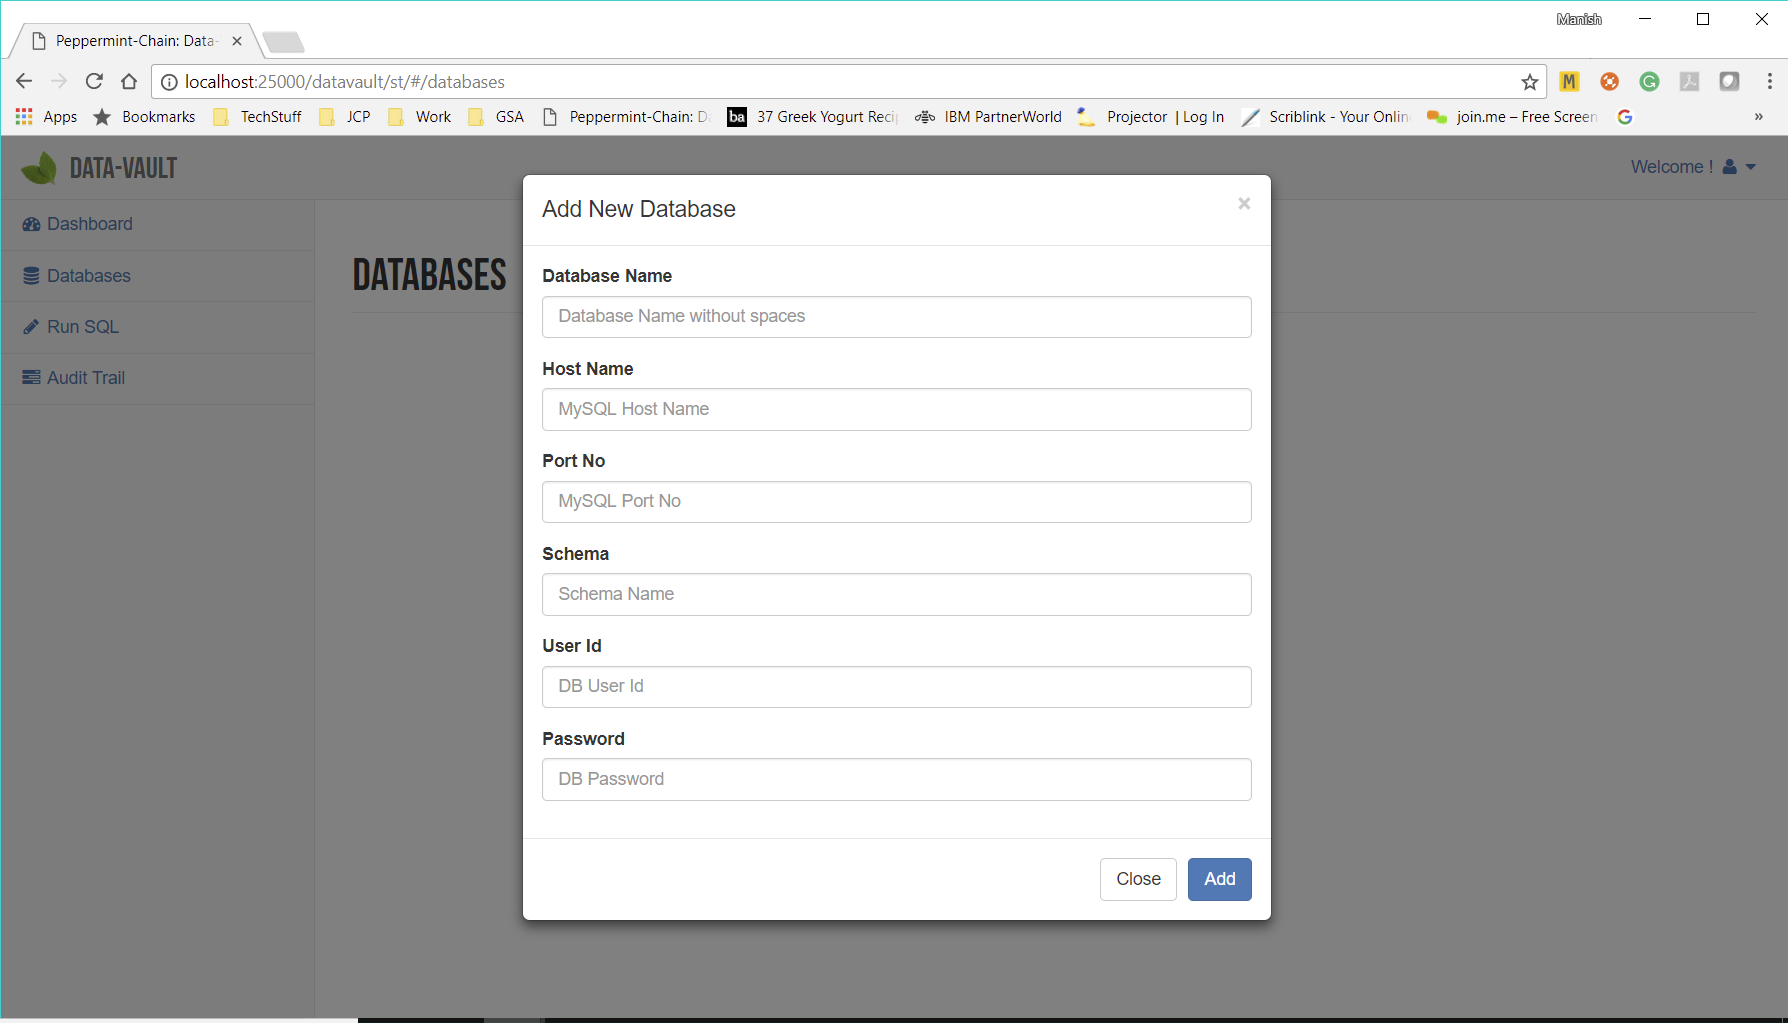 Manish
Peppermint-Chain: Data-
localhost:25000/datavault/st/#/databases
M
G
Apps
Bookmarks
TechStuff
JCP
Work
GSA
Peppermint-Chain: D
ba
37 Greek Yogurt Reci
IBM PartnerWorld
Projector | Log In
Scriblink - Your Onlin
join.me – Free Screen
G
»
DATA-VAULT
Welcome !
Dashboard
Databases
Run SQL
Audit Trail
DATABASES
Add New Database
×
Database Name
Database Name without spaces
Host Name
MySQL Host Name
Port No
MySQL Port No
Schema
Schema Name
User Id
DB User Id
Password
DB Password
Close
Add